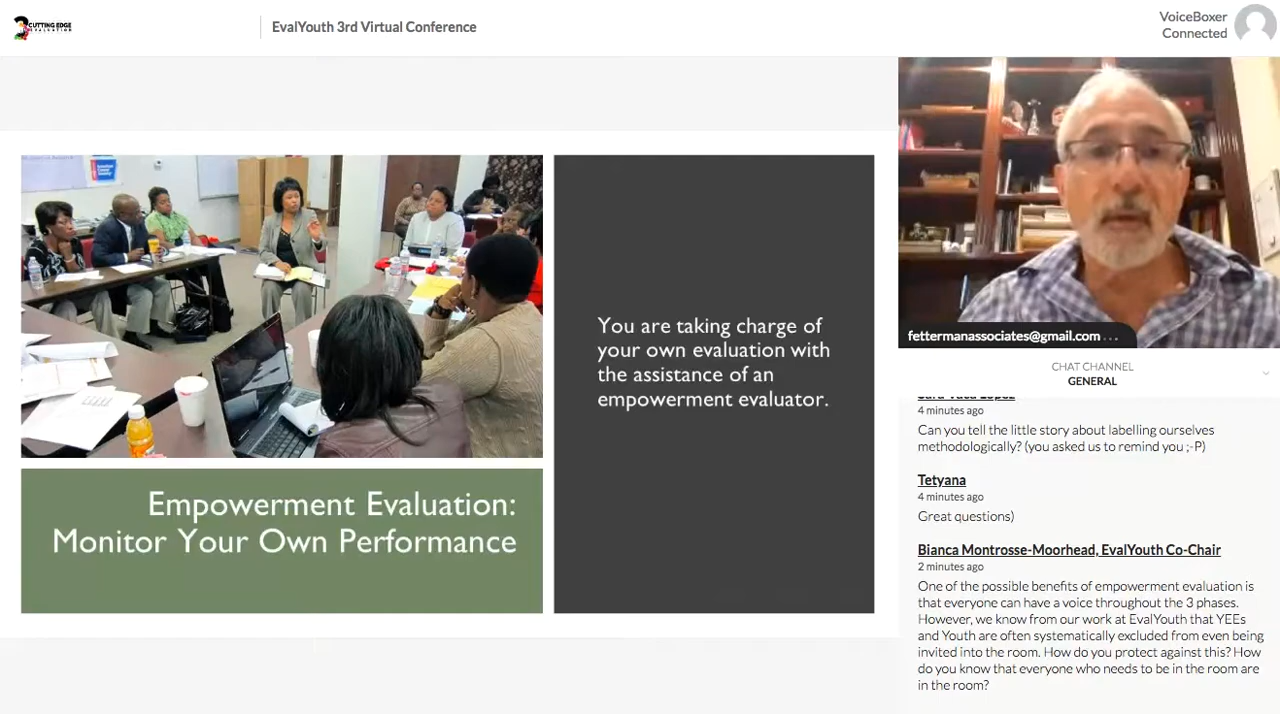 CUTTING EDGE
EvalYouth 3rd Virtual Conference
VoiceBoxer
Connected
You are taking charge of
your own evaluation with
the assistance of an
empowerment evaluator.
Empowerment Evaluation:
Monitor Your Own Performance
fettermanassociates@gmail.com ...
CHAT CHANNEL
GENERAL
4 minutes ago
Can you tell the little story about labelling ourselves
methodologically? (you asked us to remind you ;-P)
Tetyana
4 minutes ago
Great questions)
Bianca Montrosse-Moorhead, EvalYouth Co-Chair
2 minutes ago
One of the possible benefits of empowerment evaluation is
that everyone can have a voice throughout the 3 phases.
However, we know from our work at EvalYouth that YEEs
and Youth are often systematically excluded from even being
invited into the room. How do you protect against this? How
do you know that everyone who needs to be in the room are
in the room?